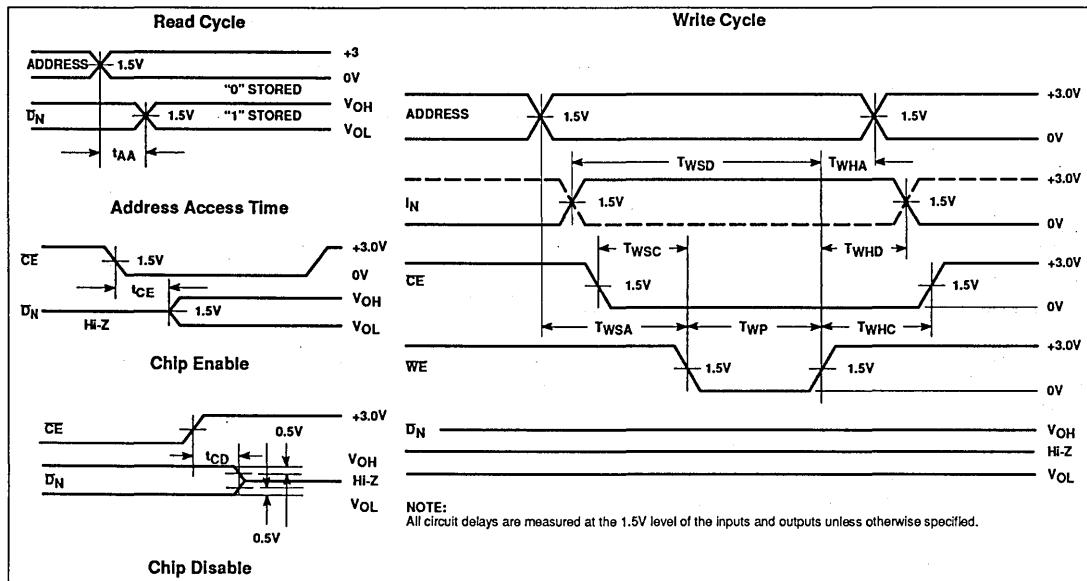 Read Cycle
ADDRESS
1.5V
+3
0V
"0" STORED
D̅N
1.5V
"1" STORED
VOH
VOL
tAA
Address Access Time
C̅E̅
1.5V
+3.0V
0V
tCE
D̅N
Hi-Z
1.5V
VOH
VOL
Chip Enable
C̅E̅
+3.0V
0.5V
tCD
VOH
D̅N
Hi-Z
VOL
0.5V
Chip Disable
Write Cycle
ADDRESS
1.5V
1.5V
+3.0V
0V
TWSD
TWHA
IN
1.5V
1.5V
+3.0V
0V
TWSC
TWHD
C̅E̅
1.5V
1.5V
+3.0V
0V
TWSA
TWP
TWHC
W̅E̅
1.5V
1.5V
+3.0V
0V
D̅N
VOH
Hi-Z
VOL
NOTE:
All circuit delays are measured at the 1.5V level of the inputs and outputs unless otherwise specified.